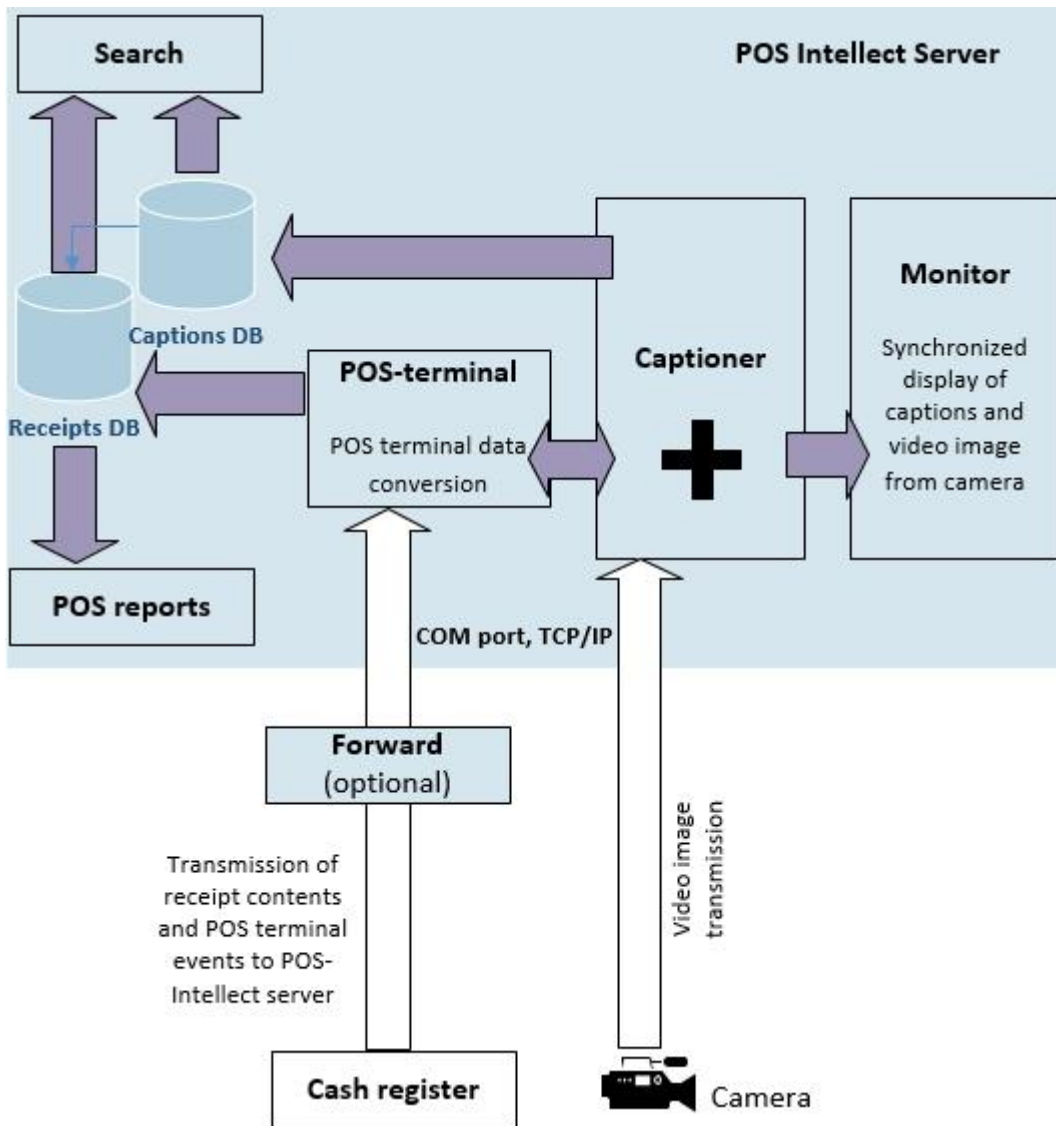 Search
POS Intellect Server
Captions DB
Receipts DB
POS-terminal
POS terminal data
conversion
Captioner
Monitor
Synchronized
display of
captions and
video image
from camera
POS reports
COM port, TCP/IP
Forward
(optional)
Transmission of
receipt contents
and POS terminal
events to POS-
Intellect server
Video image
transmission
Cash register
Camera